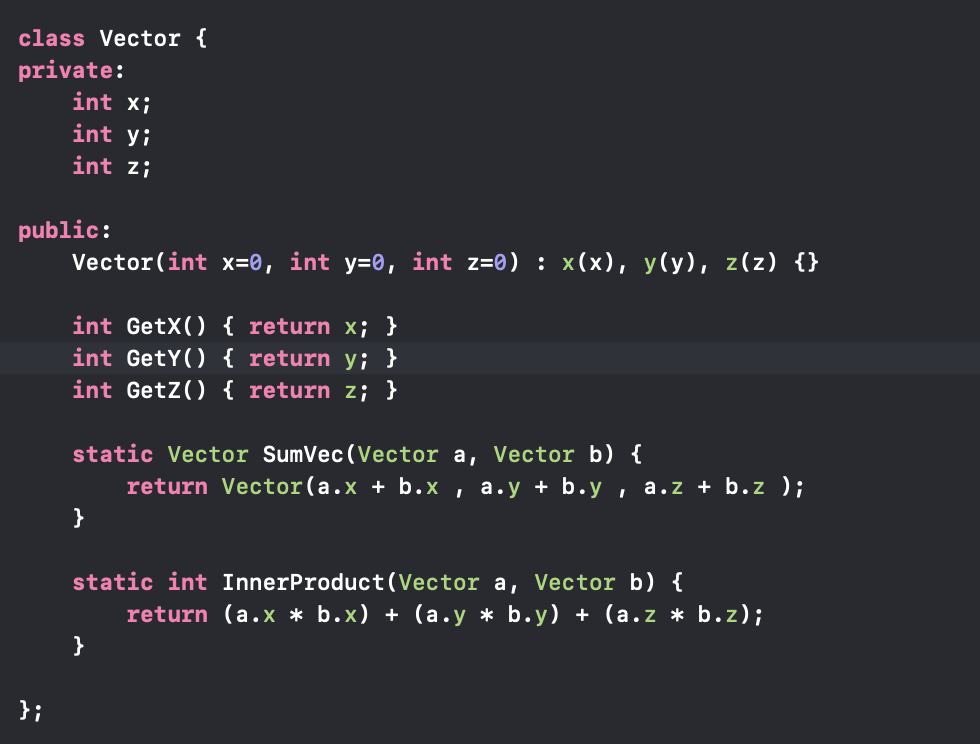 class Vector {
private:
    int x;
    int y;
    int z;

public:
    Vector(int x=0, int y=0, int z=0) : x(x), y(y), z(z) {}

    int GetX() { return x; }
    int GetY() { return y; }
    int GetZ() { return z; }

    static Vector SumVec(Vector a, Vector b) {
        return Vector(a.x + b.x , a.y + b.y , a.z + b.z );
    }

    static int InnerProduct(Vector a, Vector b) {
        return (a.x * b.x) + (a.y * b.y) + (a.z * b.z);
    }

};